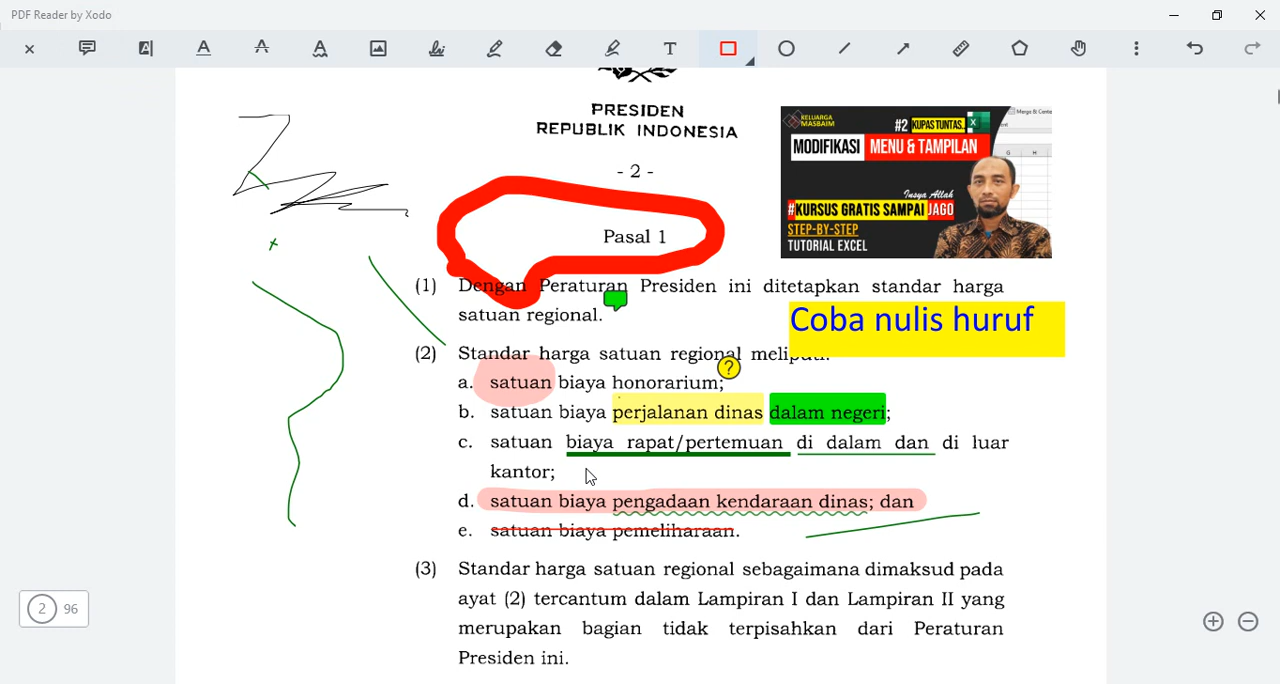 PDF Reader by Xodo
PRESIDEN
REPUBLIK INDONESIA
- 2 -
Pasal 1
KELUARGA
MASBAIM
#2 KUPAS TUNTAS..
Merge & Cente
G H
MODIFIKASI MENU & TAMPILAN
Insya Allah
#KURSUS GRATIS SAMPAI JAGO
STEP-BY-STEP
TUTORIAL EXCEL
(1) Dengan Peraturan Presiden ini ditetapkan standar harga
satuan regional.
Coba nulis huruf
(2) Standar harga satuan regional meliputi:
a. satuan biaya honorarium;
?
b. satuan biaya perjalanan dinas dalam negeri;
c. satuan biaya rapat/pertemuan di dalam dan di luar
kantor;
d. satuan biaya pengadaan kendaraan dinas; dan
e. satuan biaya pemeliharaan.
(3) Standar harga satuan regional sebagaimana dimaksud pada
ayat (2) tercantum dalam Lampiran I dan Lampiran II yang
merupakan bagian tidak terpisahkan dari Peraturan
Presiden ini.
2 96